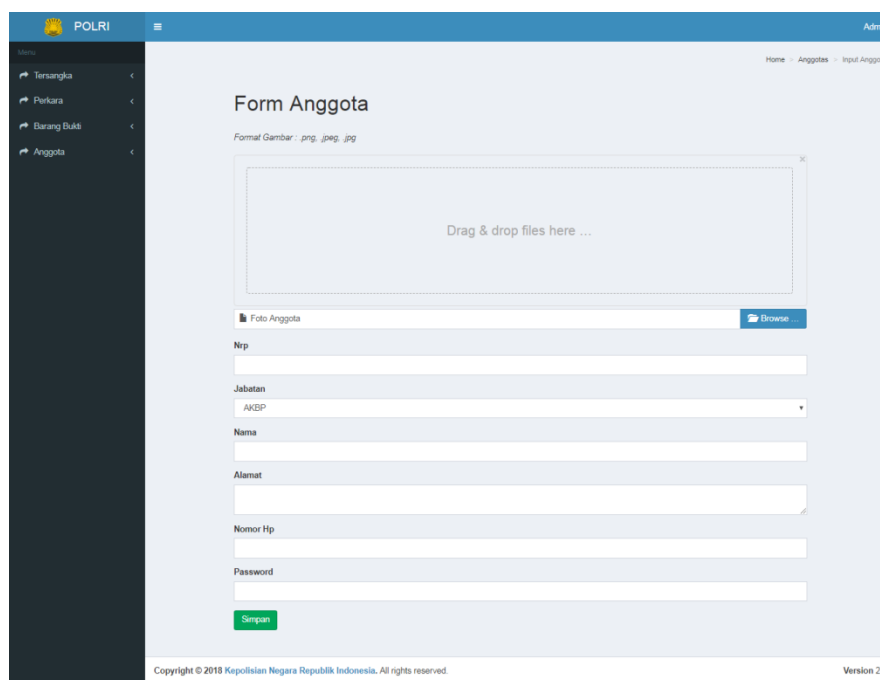 POLRI
Adm
Menu
Home > Anggotas > Input Anggo
Tersangka
Perkara
Barang Bukti
Anggota
Form Anggota
Format Gambar : .png, .jpeg, .jpg
Drag & drop files here ...
Foto Anggota
Browse ...
Nrp
Jabatan
AKBP
Nama
Alamat
Nomor Hp
Password
Simpan
Copyright © 2018 Kepolisian Negara Republik Indonesia. All rights reserved.
Version 2